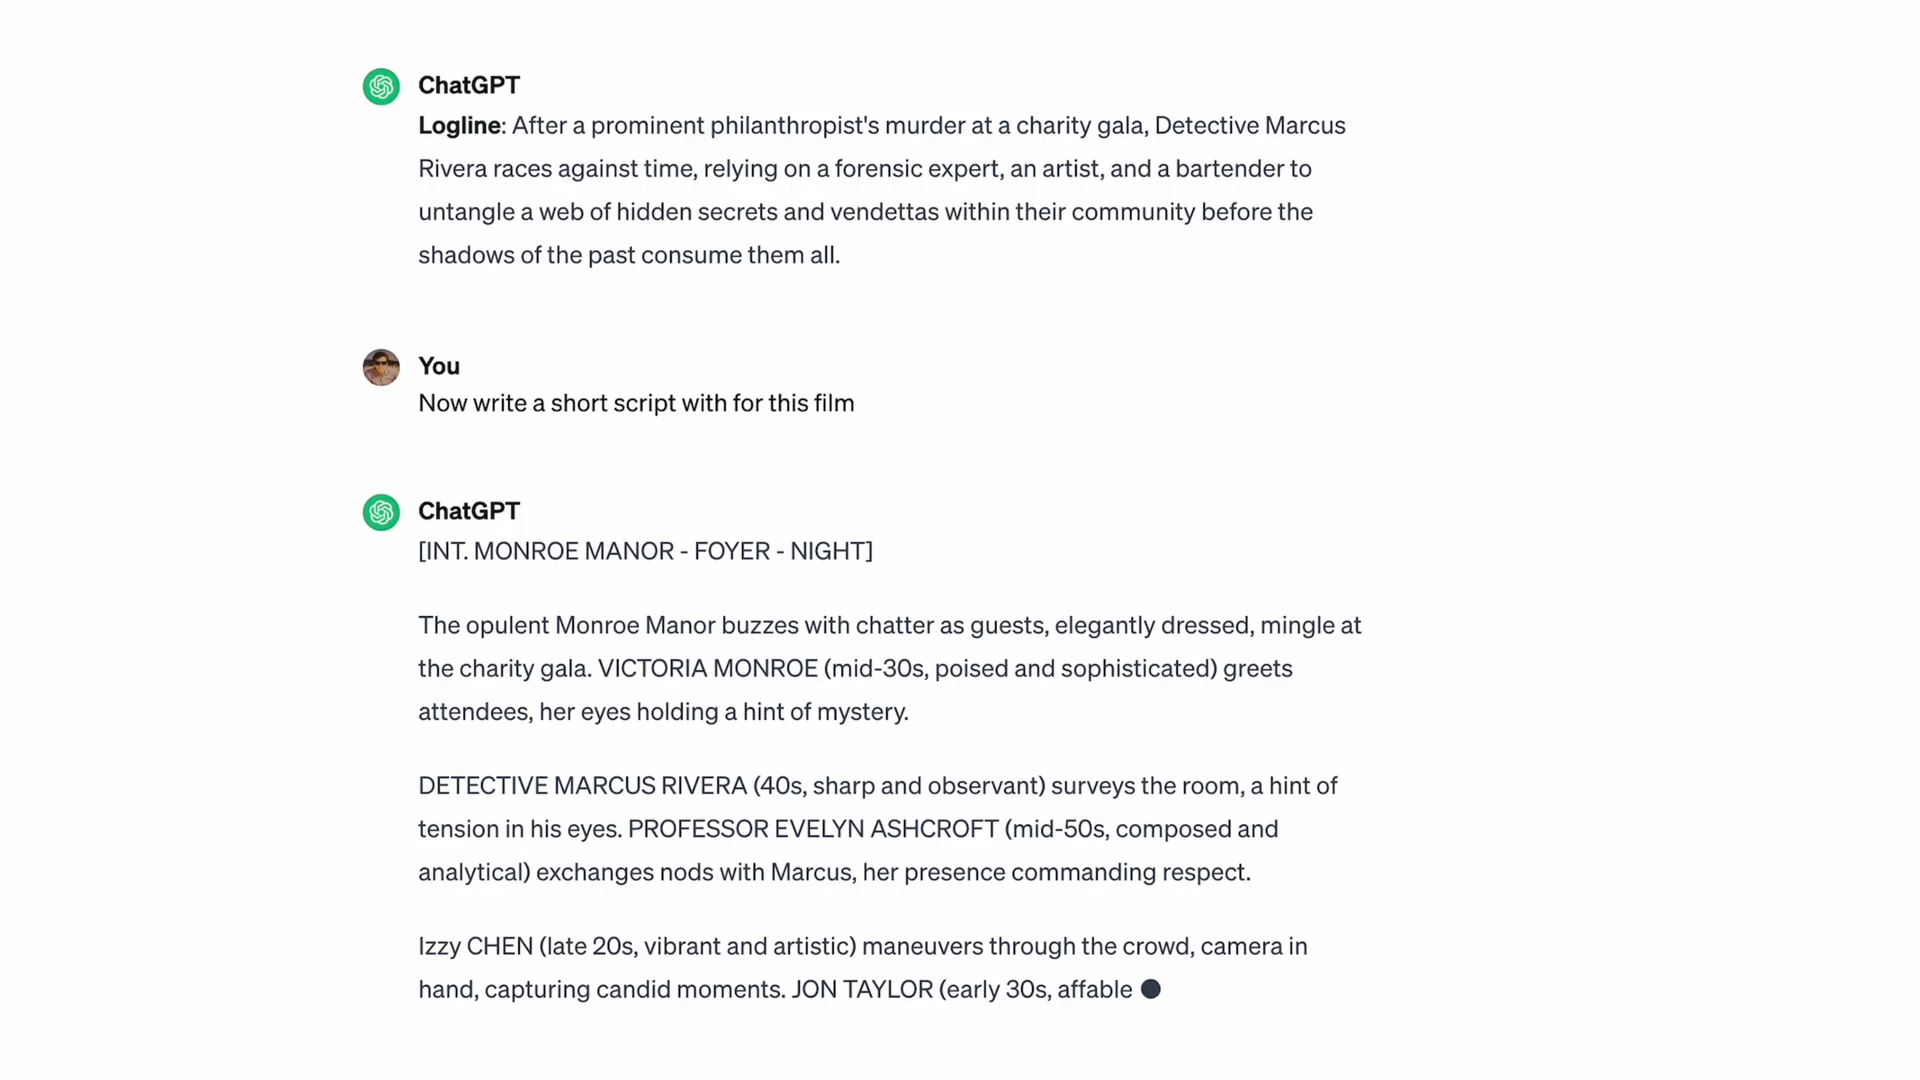 ChatGPT
Logline: After a prominent philanthropist's murder at a charity gala, Detective Marcus
Rivera races against time, relying on a forensic expert, an artist, and a bartender to
untangle a web of hidden secrets and vendettas within their community before the
shadows of the past consume them all.
You
Now write a short script with for this film
ChatGPT
[INT. MONROE MANOR - FOYER - NIGHT]
The opulent Monroe Manor buzzes with chatter as guests, elegantly dressed, mingle at
the charity gala. VICTORIA MONROE (mid-30s, poised and sophisticated) greets
attendees, her eyes holding a hint of mystery.
DETECTIVE MARCUS RIVERA (40s, sharp and observant) surveys the room, a hint of
tension in his eyes. PROFESSOR EVELYN ASHCROFT (mid-50s, composed and
analytical) exchanges nods with Marcus, her presence commanding respect.
Izzy CHEN (late 20s, vibrant and artistic) maneuvers through the crowd, camera in
hand, capturing candid moments. JON TAYLOR (early 30s, affable